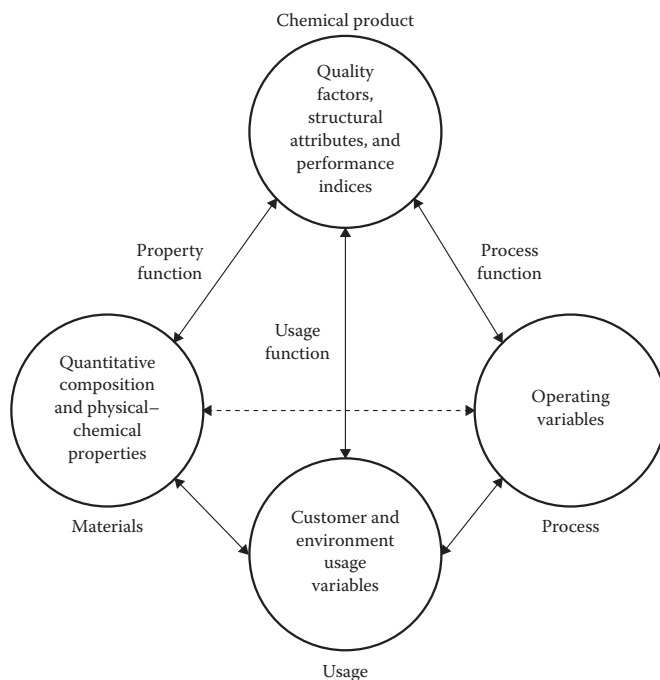 Chemical product
Quality
factors,
structural
attributes, and
performance
indices
Property
function
Process
function
Usage
function
Quantitative
composition
and physical–
chemical
properties
Operating
variables
Materials
Process
Customer and
environment
usage
variables
Usage